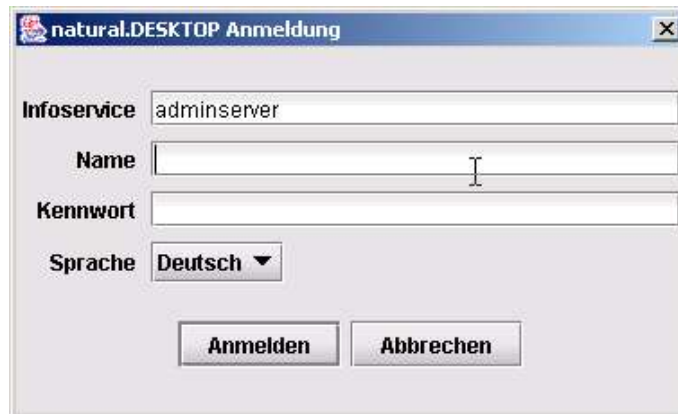 natural.DESKTOP Anmeldung
Infoservice adminserver
Name
Kennwort
Sprache Deutsch
Anmelden Abbrechen